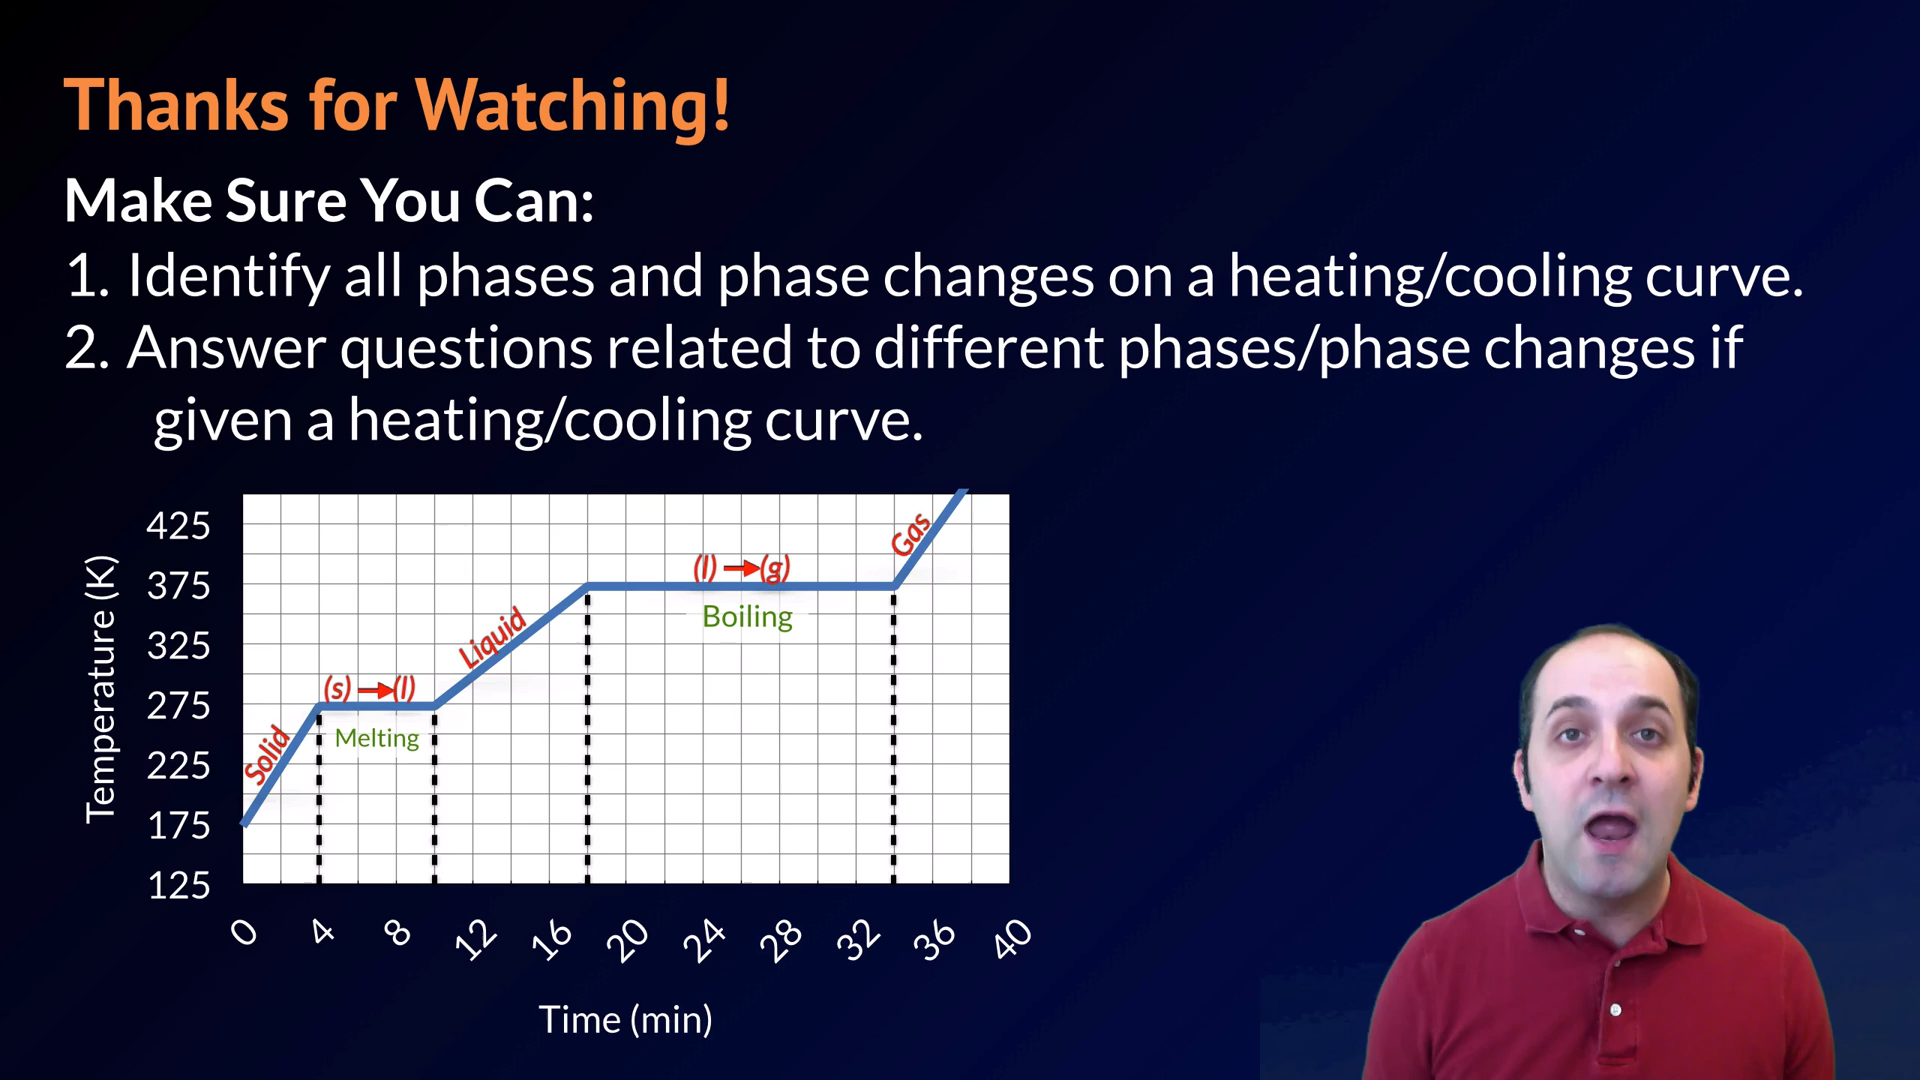 Thanks for Watching!
Make Sure You Can:
1. Identify all phases and phase changes on a heating/cooling curve.
2. Answer questions related to different phases/phase changes if
given a heating/cooling curve.
Temperature (K)
425
375
325
275
225
175
125
Solid
(s) → (l)
Melting
Liquid
(l) → (g)
Boiling
Gas
0 4 8 12 16 20 24 28 32 36 40
Time (min)